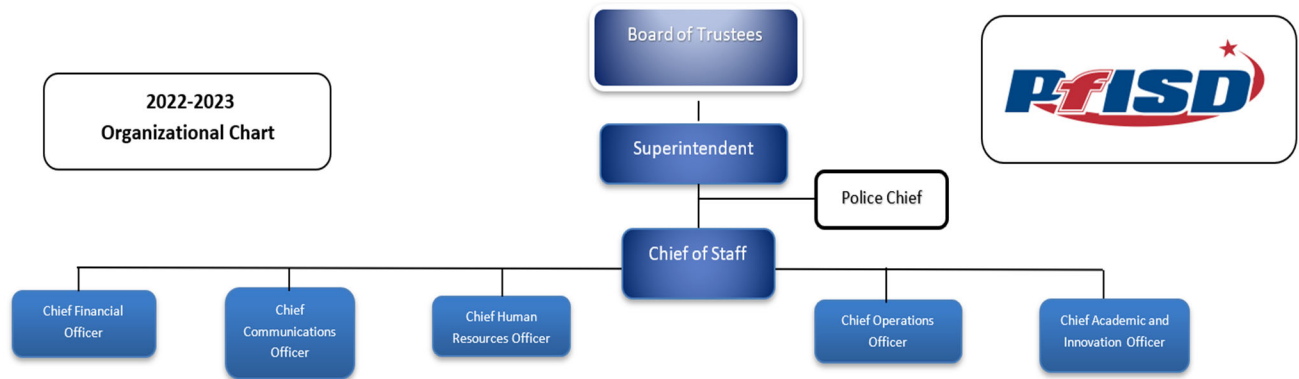 Board of Trustees
2022-2023
Organizational Chart
PfISD
Superintendent
Police Chief
Chief of Staff
Chief Financial
Officer
Chief
Communications
Officer
Chief Human
Resources Officer
Chief Operations
Officer
Chief Academic and
Innovation Officer